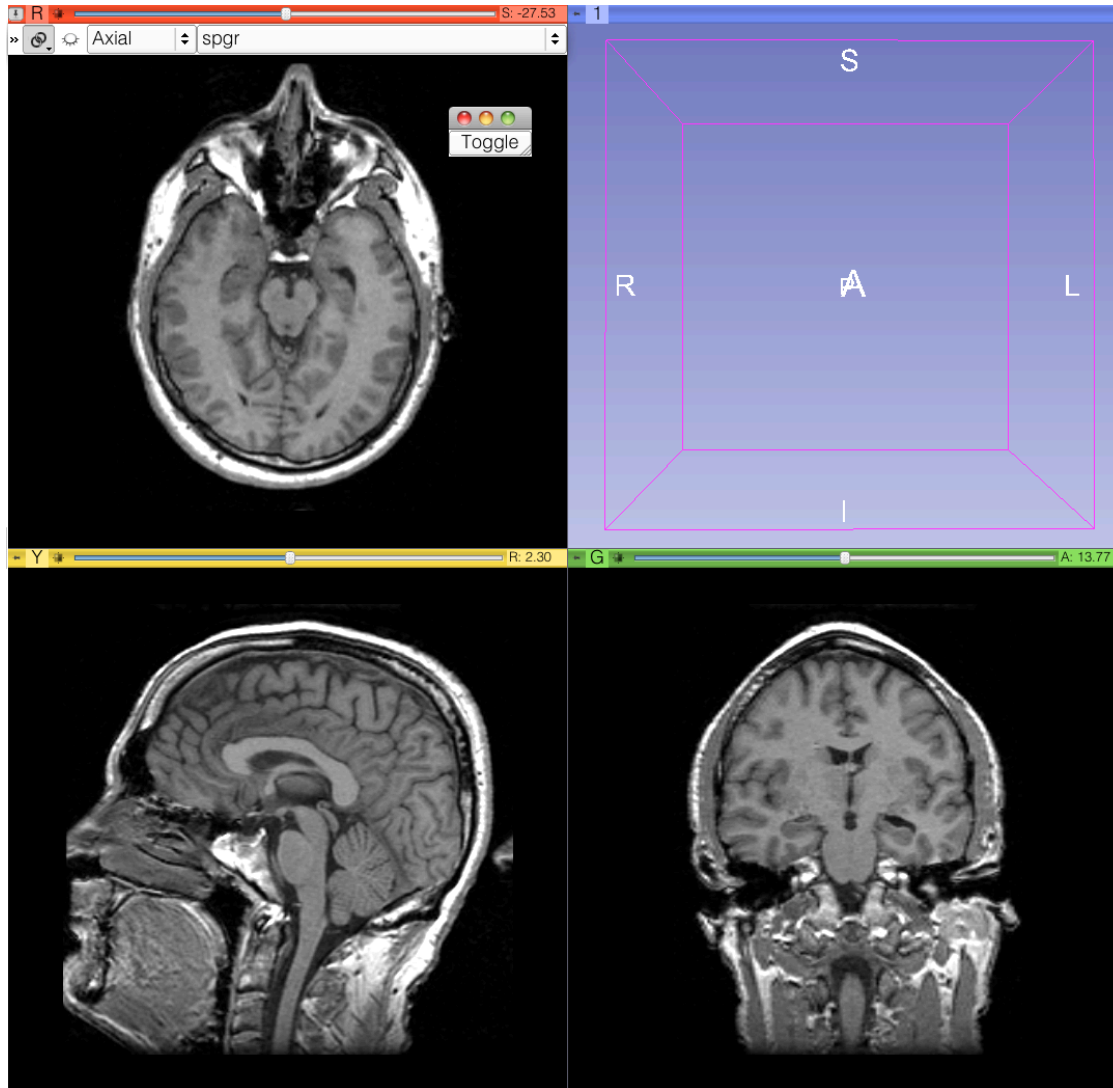 R S: -27.53
1
» Axial spgr
Toggle
S
R P A L
I
Y R: 2.30
G A: 13.77